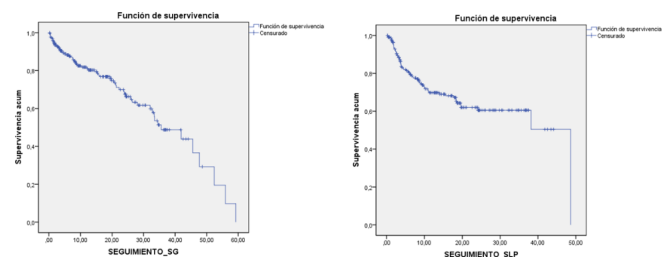 Función de supervivencia
Función de supervivencia
Censurado
Supervivencia acum
1,0
0,8
0,6
0,4
0,2
0,0
,00
10,00
20,00
30,00
40,00
50,00
60,00
SEGUIMIENTO_SG
Función de supervivencia
Función de supervivencia
Censurado
Supervivencia acum
1,0
0,8
0,6
0,4
0,2
0,0
,00
10,00
20,00
30,00
40,00
50,00
SEGUIMIENTO_SLP